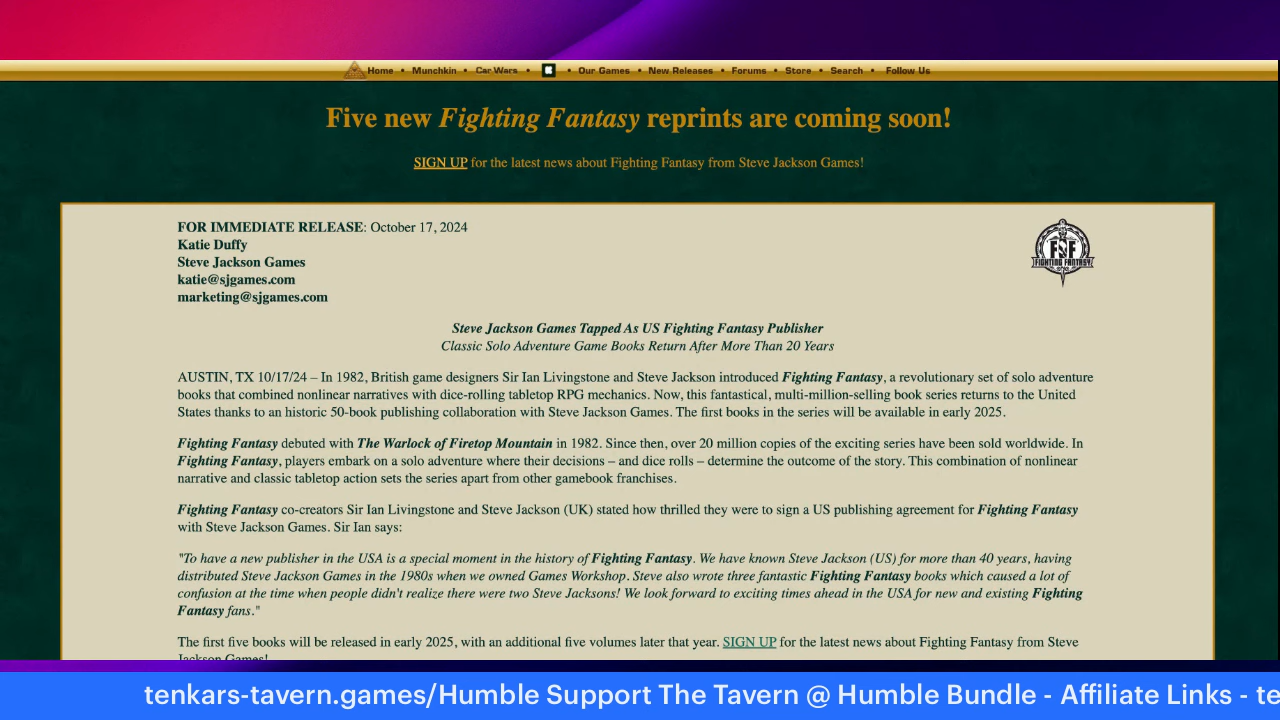 Home • Munchkin • Car Wars • • Our Games • New Releases • Forums • Store • Search • Follow Us
Five new Fighting Fantasy reprints are coming soon!
SIGN UP for the latest news about Fighting Fantasy from Steve Jackson Games!
FOR IMMEDIATE RELEASE: October 17, 2024
Katie Duffy
Steve Jackson Games
katie@sjgames.com
marketing@sjgames.com
FF
FIGHTING FANTASY
Steve Jackson Games Tapped As US Fighting Fantasy Publisher
Classic Solo Adventure Game Books Return After More Than 20 Years
AUSTIN, TX 10/17/24 – In 1982, British game designers Sir Ian Livingstone and Steve Jackson introduced Fighting Fantasy, a revolutionary set of solo adventure
books that combined nonlinear narratives with dice-rolling tabletop RPG mechanics. Now, this fantastical, multi-million-selling book series returns to the United
States thanks to an historic 50-book publishing collaboration with Steve Jackson Games. The first books in the series will be available in early 2025.
Fighting Fantasy debuted with The Warlock of Firetop Mountain in 1982. Since then, over 20 million copies of the exciting series have been sold worldwide. In
Fighting Fantasy, players embark on a solo adventure where their decisions – and dice rolls – determine the outcome of the story. This combination of nonlinear
narrative and classic tabletop action sets the series apart from other gamebook franchises.
Fighting Fantasy co-creators Sir Ian Livingstone and Steve Jackson (UK) stated how thrilled they were to sign a US publishing agreement for Fighting Fantasy
with Steve Jackson Games. Sir Ian says:
"To have a new publisher in the USA is a special moment in the history of Fighting Fantasy. We have known Steve Jackson (US) for more than 40 years, having
distributed Steve Jackson Games in the 1980s when we owned Games Workshop. Steve also wrote three fantastic Fighting Fantasy books which caused a lot of
confusion at the time when people didn't realize there were two Steve Jacksons! We look forward to exciting times ahead in the USA for new and existing Fighting
Fantasy fans."
The first five books will be released in early 2025, with an additional five volumes later that year. SIGN UP for the latest news about Fighting Fantasy from Steve
Jackson Games!
tenkars-tavern.games/Humble Support The Tavern @ Humble Bundle - Affiliate Links - te